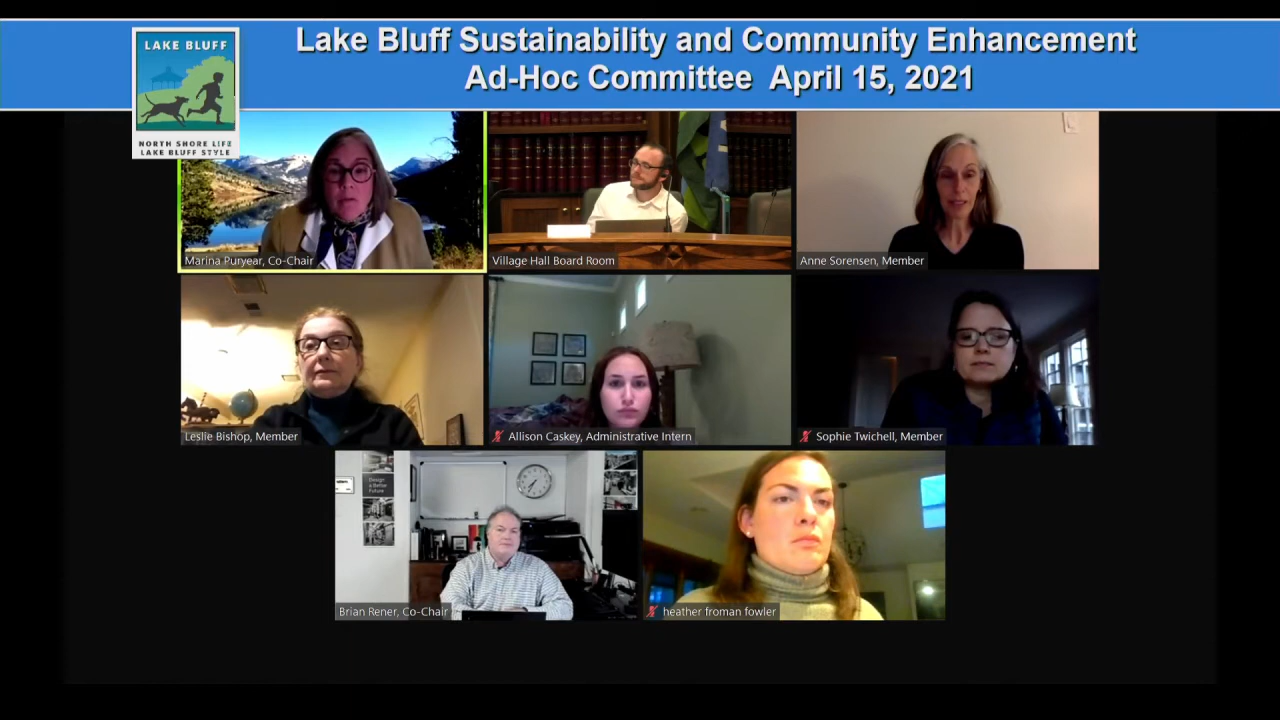 Lake Bluff Sustainability and Community Enhancement
Ad-Hoc Committee April 15, 2021
LAKE BLUFF
NORTH SHORE LIFE
LAKE BLUFF STYLE
Marina Puryear, Co-Chair
Village Hall Board Room
Anne Sorensen, Member
Leslie Bishop, Member
Allison Caskey, Administrative Intern
Sophie Twichell, Member
Design
a Better
Future
Brian Rener, Co-Chair
heather froman fowler